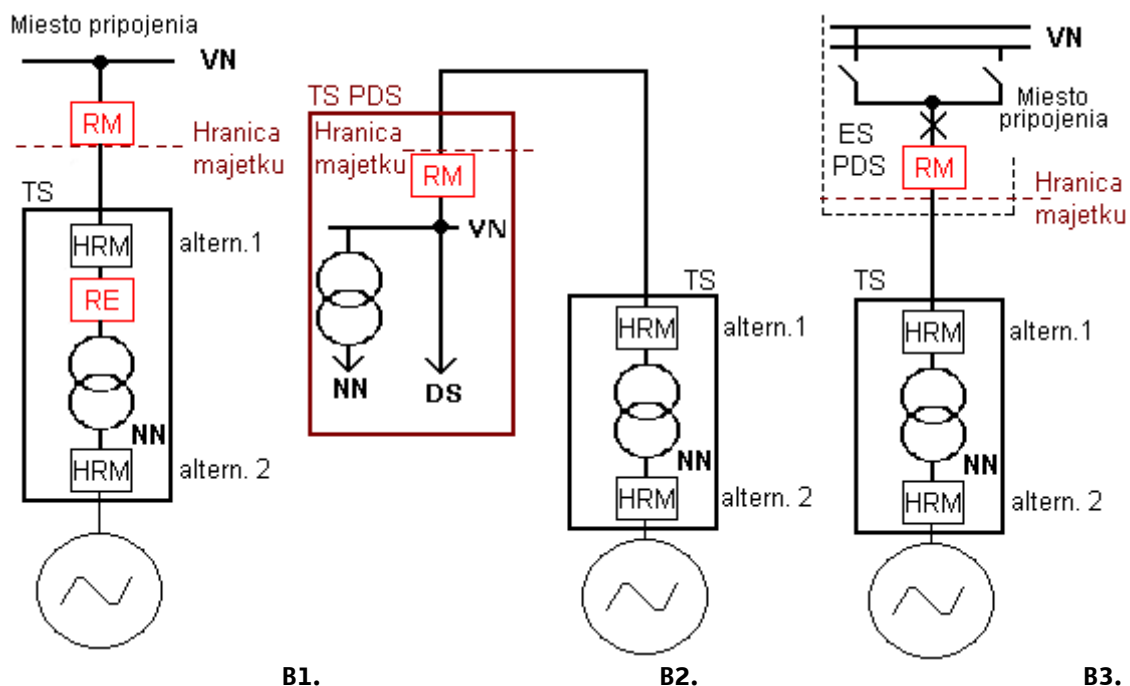 Miesto pripojenia
VN
RM
Hranica
majetku
TS
HRM
altern.1
RE
NN
HRM
altern. 2
B1.
TS PDS
Hranica
majetku
RM
VN
NN
DS
TS
HRM
altern.1
NN
HRM
altern. 2
B2.
VN
Miesto
pripojenia
ES
PDS
RM
Hranica
majetku
TS
HRM
altern.1
NN
HRM
altern. 2
B3.